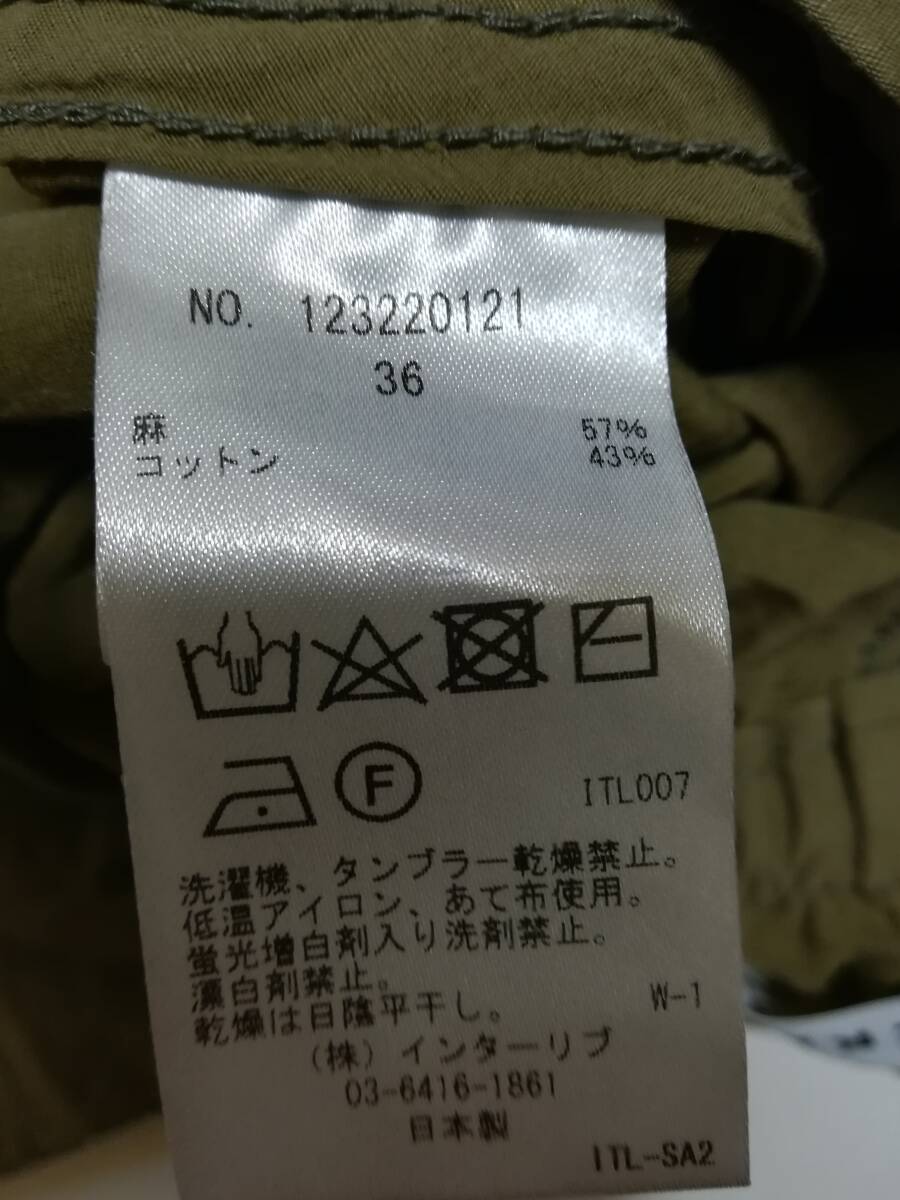 NO. 123220121
36
麻 57%
コットン 43%
F
ITL007
洗濯機、タンブラー乾燥禁止。
低温アイロン、あて布使用。
蛍光増白剤入り洗剤禁止。
漂白剤禁止。
乾燥は日陰平干し。 W-1
(株)インターリブ
03-6416-1861
日本製
ITL-SA2